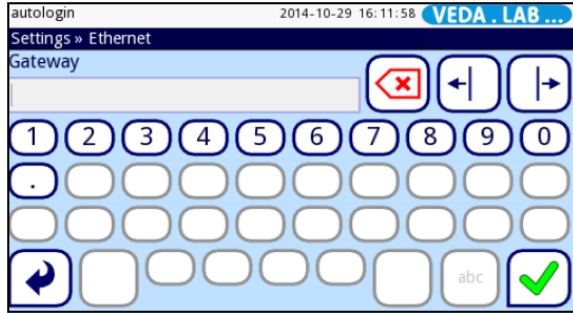 autologin 2014-10-29 16:11:58 VEDA . LAB ...
Settings » Ethernet
Gateway
1 2 3 4 5 6 7 8 9 0
.
abc